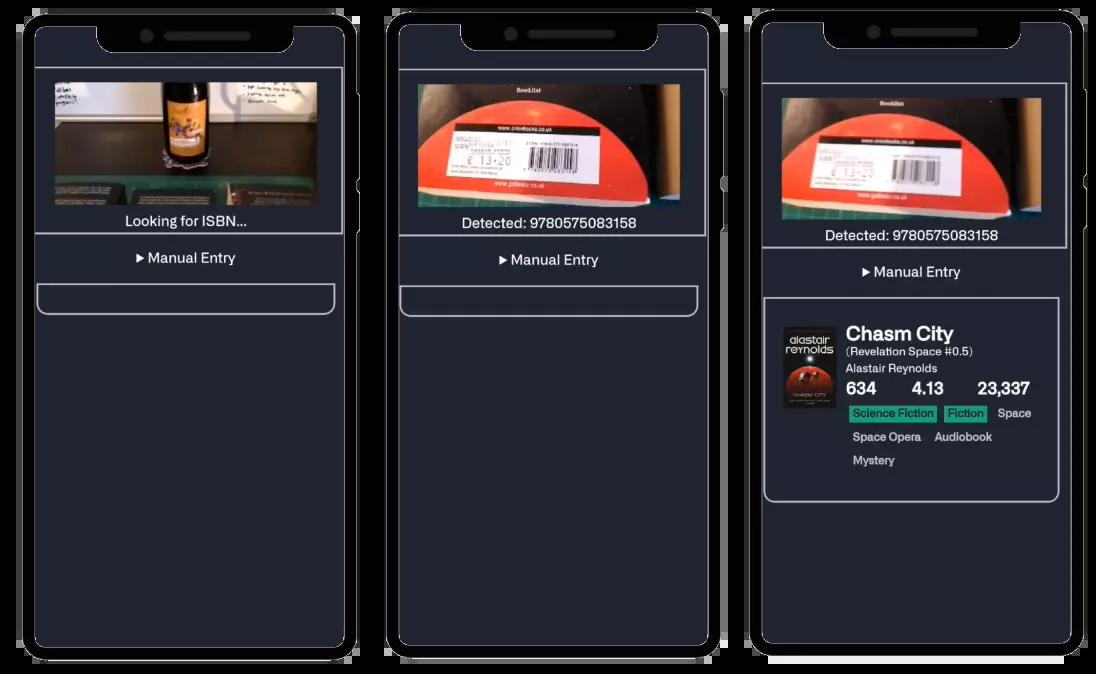 Looking for ISBN...
▶ Manual Entry
Booklist
www.orionbooks.co.uk
€ 13·20
www.gollancz.co.uk
Detected: 9780575083158
▶ Manual Entry
Booklist
www.orionbooks.co.uk
13·20
www.gollancz.co.uk
Detected: 9780575083158
▶ Manual Entry
alastair
reynolds
CHASM CITY
Chasm City
(Revelation Space #0.5)
Alastair Reynolds
634 4.13 23,337
Science Fiction Fiction Space
Space Opera Audiobook
Mystery